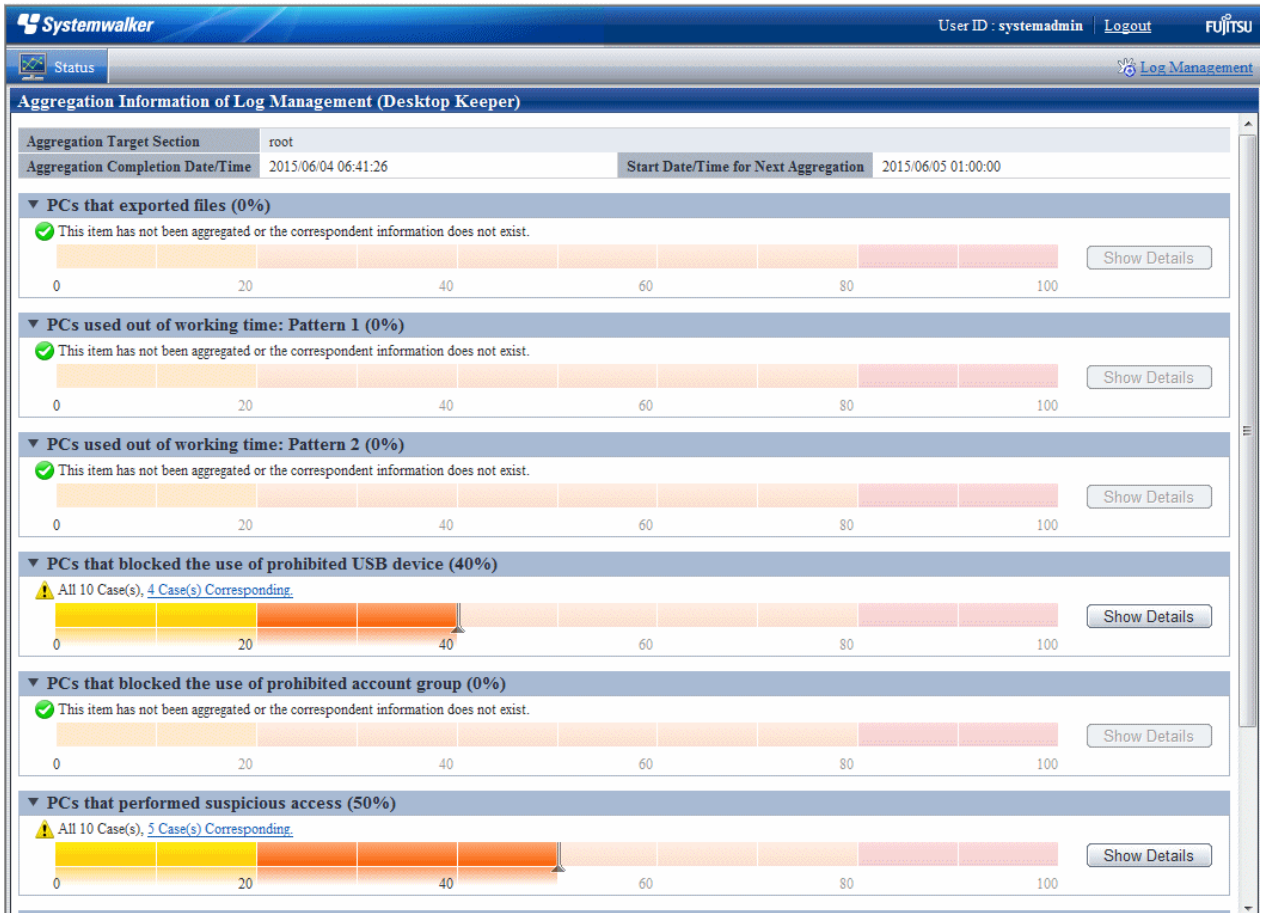 Systemwalker User ID : systemadmin Logout FUJITSU
Status Log Management
Aggregation Information of Log Management (Desktop Keeper)
Aggregation Target Section root
Aggregation Completion Date/Time 2015/06/04 06:41:26 Start Date/Time for Next Aggregation 2015/06/05 01:00:00
PCs that exported files (0%)
This item has not been aggregated or the correspondent information does not exist.
Show Details
0 20 40 60 80 100
PCs used out of working time: Pattern 1 (0%)
This item has not been aggregated or the correspondent information does not exist.
Show Details
0 20 40 60 80 100
PCs used out of working time: Pattern 2 (0%)
This item has not been aggregated or the correspondent information does not exist.
Show Details
0 20 40 60 80 100
PCs that blocked the use of prohibited USB device (40%)
All 10 Case(s), 4 Case(s) Corresponding.
Show Details
0 20 40 60 80 100
PCs that blocked the use of prohibited account group (0%)
This item has not been aggregated or the correspondent information does not exist.
Show Details
0 20 40 60 80 100
PCs that performed suspicious access (50%)
All 10 Case(s), 5 Case(s) Corresponding.
Show Details
0 20 40 60 80 100